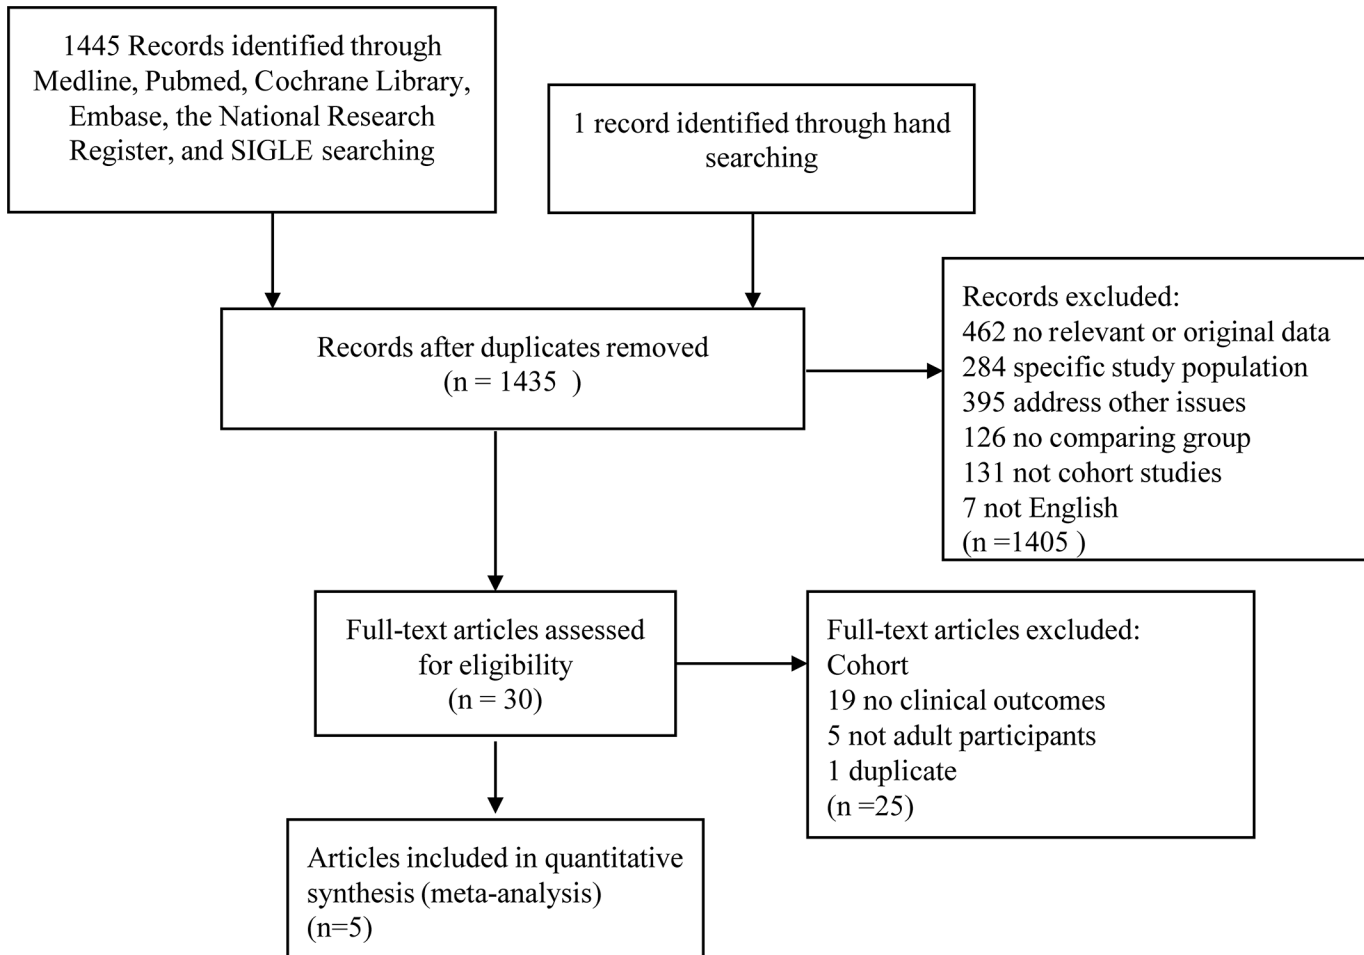 1445 Records identified through
Medline, Pubmed, Cochrane Library,
Embase, the National Research
Register, and SIGLE searching
1 record identified through hand
searching
Records after duplicates removed
(n = 1435  )
Records excluded:
462 no relevant or original data
284 specific study population
395 address other issues
126 no comparing group
131 not cohort studies
7 not English
(n =1405 )
Full-text articles assessed
for eligibility
(n = 30)
Full-text articles excluded:
Cohort
19 no clinical outcomes
5 not adult participants
1 duplicate
(n =25)
Articles included in quantitative
synthesis (meta-analysis)
(n=5)